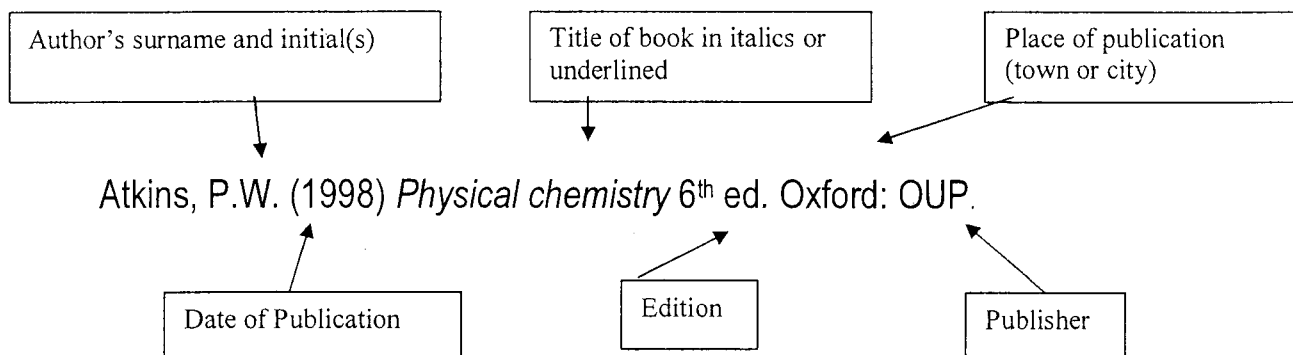 Author's surname and initial(s)
Title of book in italics or
underlined
Place of publication
(town or city)
Atkins, P.W. (1998) Physical chemistry 6th ed. Oxford: OUP.
Date of Publication
Edition
Publisher